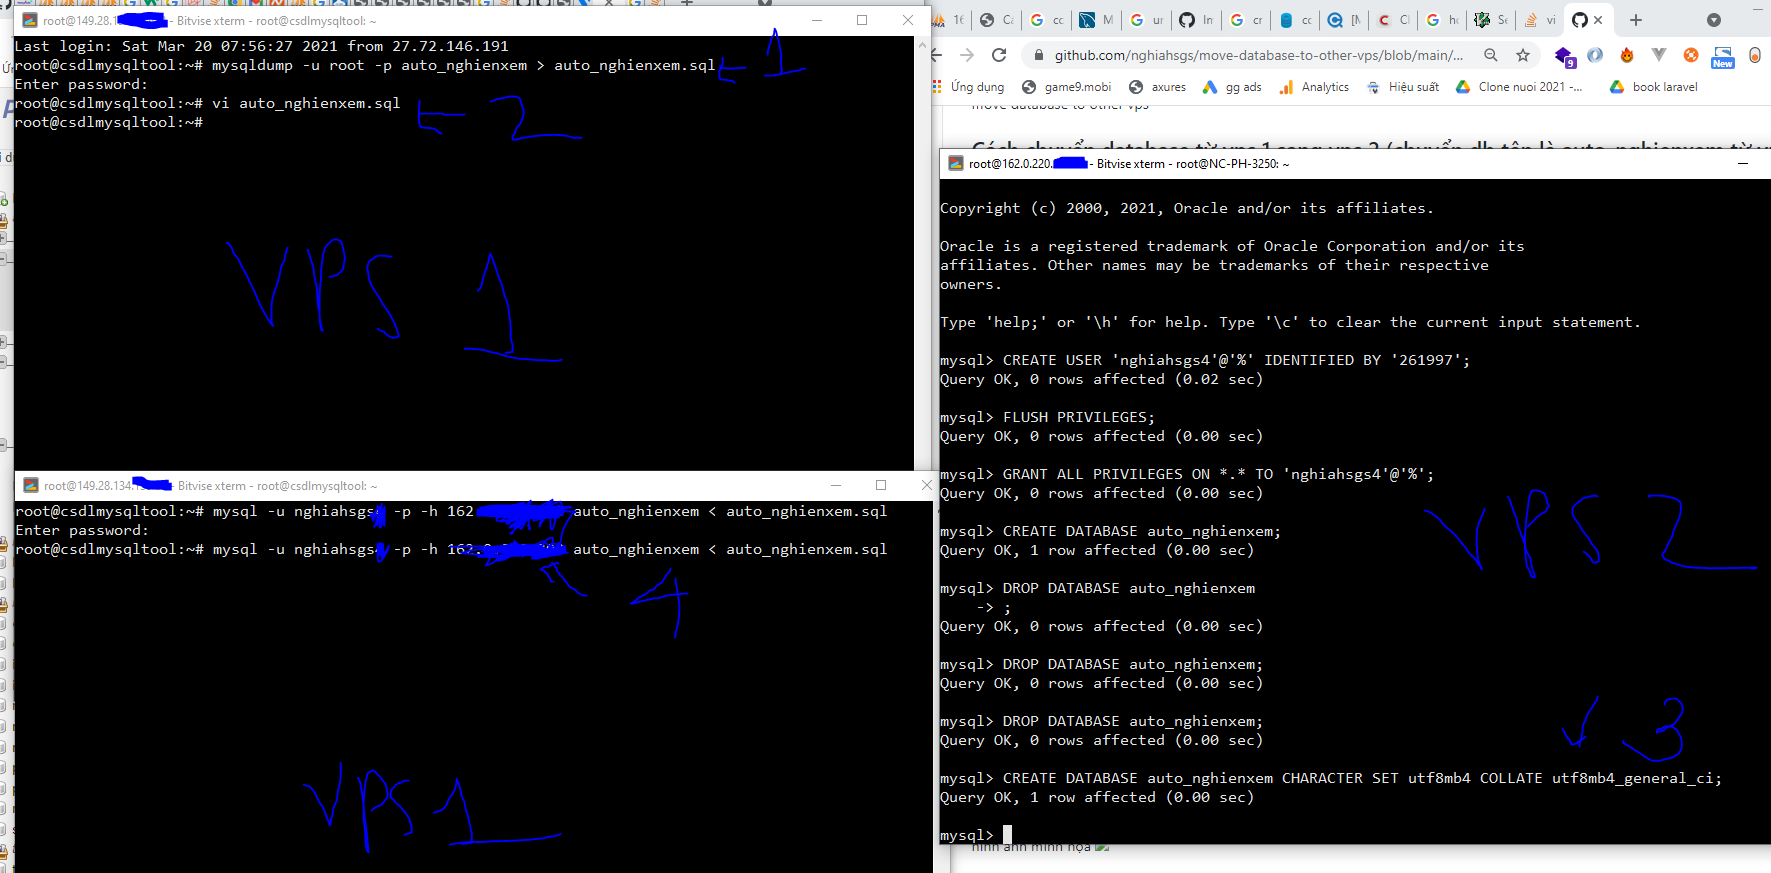 root@149.28.1 - Bitvise xterm - root@csdlmysqltool: ~
Last login: Sat Mar 20 07:56:27 2021 from 27.72.146.191
root@csdlmysqltool:~# mysqldump -u root -p auto_nghienxem > auto_nghienxem.sql
1
Enter password:
root@csdlmysqltool:~# vi auto_nghienxem.sql
2
root@csdlmysqltool:~#
VPS 1
root@149.28.134. - Bitvise xterm - root@csdlmysqltool: ~
root@csdlmysqltool:~# mysql -u nghiahsgs -p -h 162 auto_nghienxem < auto_nghienxem.sql
Enter password:
root@csdlmysqltool:~# mysql -u nghiahsgs -p -h 162. auto_nghienxem < auto_nghienxem.sql
4
VPS 1
github.com/nghiahsgs/move-database-to-other-vps/blob/main/...
9
New
Ứng dụng game9.mobi axures gg ads Analytics Hiệu suất Clone nuoi 2021 -... book laravel
move database to other vps
Cách chuyển database từ vps 1 sang vps 2 (chuyển db tên là auto_nghienxem từ
root@162.0.220. - Bitvise xterm - root@NC-PH-3250: ~
Copyright (c) 2000, 2021, Oracle and/or its affiliates.
Oracle is a registered trademark of Oracle Corporation and/or its
affiliates. Other names may be trademarks of their respective
owners.
Type 'help;' or '\h' for help. Type '\c' to clear the current input statement.
mysql> CREATE USER 'nghiahsgs4'@'%' IDENTIFIED BY '261997';
Query OK, 0 rows affected (0.02 sec)
mysql> FLUSH PRIVILEGES;
Query OK, 0 rows affected (0.00 sec)
mysql> GRANT ALL PRIVILEGES ON *.* TO 'nghiahsgs4'@'%';
Query OK, 0 rows affected (0.00 sec)
mysql> CREATE DATABASE auto_nghienxem;
Query OK, 1 row affected (0.00 sec)
VPS 2
mysql> DROP DATABASE auto_nghienxem
-> ;
Query OK, 0 rows affected (0.00 sec)
mysql> DROP DATABASE auto_nghienxem;
Query OK, 0 rows affected (0.00 sec)
mysql> DROP DATABASE auto_nghienxem;
Query OK, 0 rows affected (0.00 sec)
3
mysql> CREATE DATABASE auto_nghienxem CHARACTER SET utf8mb4 COLLATE utf8mb4_general_ci;
Query OK, 1 row affected (0.00 sec)
mysql>
hình ảnh minh họa